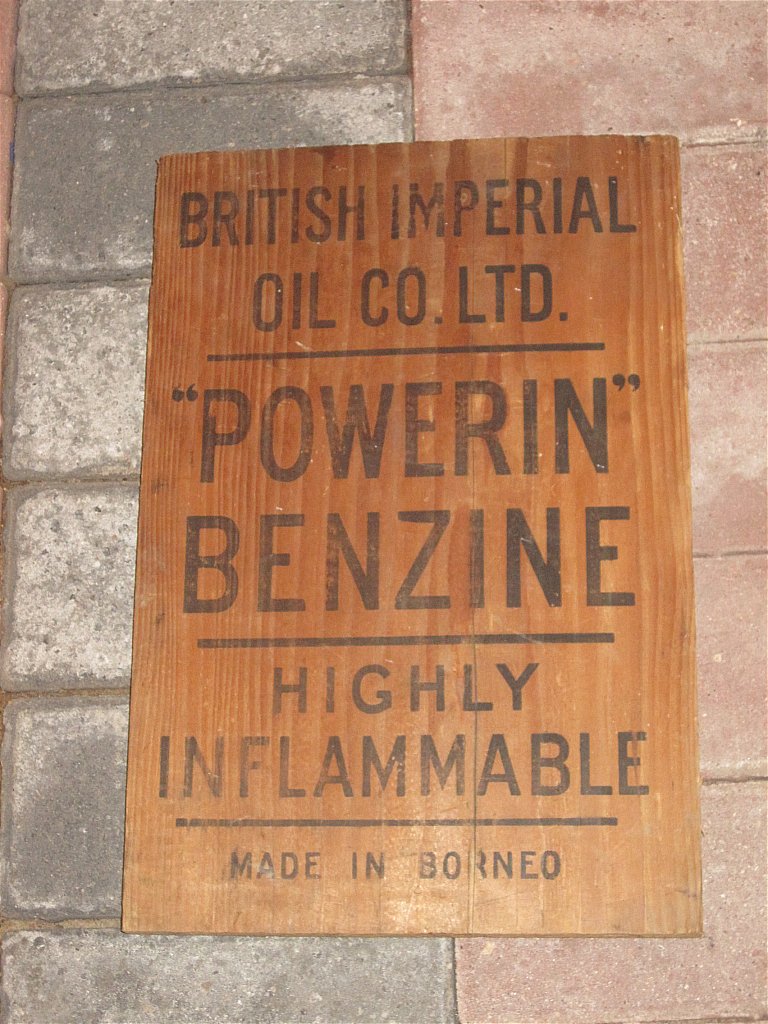 BRITISH IMPERIAL
OIL CO. LTD.
“POWERIN”
BENZINE
HIGHLY
INFLAMMABLE
MADE IN BORNEO